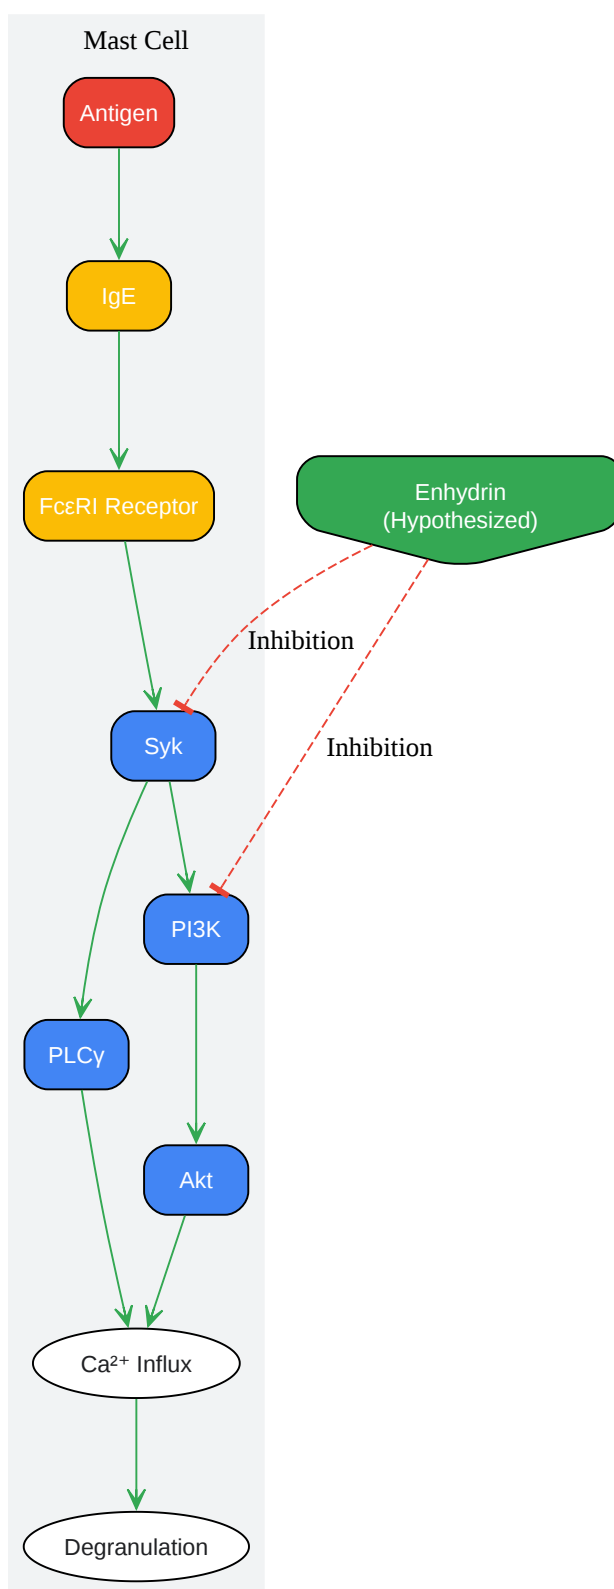 Mast Cell
Antigen
IgE
FcεRI Receptor
Enhydrin
(Hypothesized)
Inhibition
Syk
Inhibition
PI3K
PLCγ
Akt
Ca²⁺ Influx
Degranulation